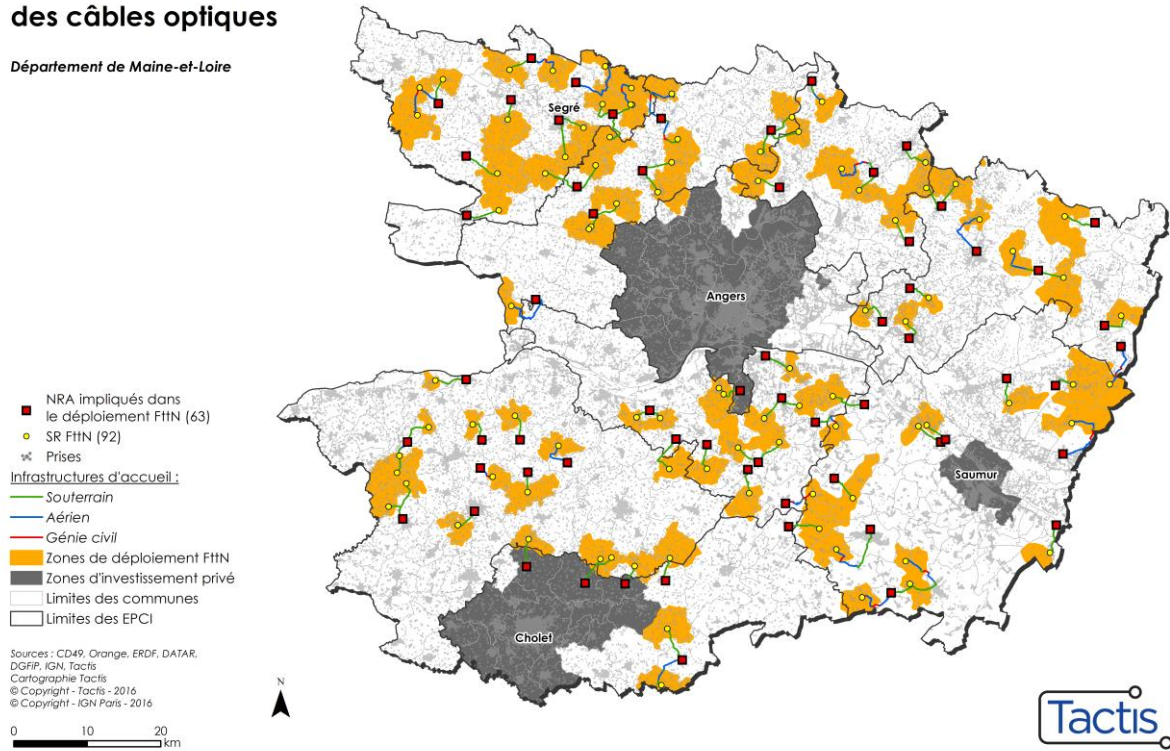 des câbles optiques
Département de Maine-et-Loire
Segré
Angers
Saumur
Cholet
NRA impliqués dans
le déploiement FttN (63)
SR FttN (92)
Prises
Infrastructures d'accueil :
Souterrain
Aérien
Génie civil
Zones de déploiement FttN
Zones d'investissement privé
Limites des communes
Limites des EPCI
Sources : CD49, Orange, ERDF, DATAR,
DGFiP, IGN, Tactis
Cartographie Tactis
© Copyright - Tactis - 2016
© Copyright - IGN Paris - 2016
N
0 10 20
km
Tactis